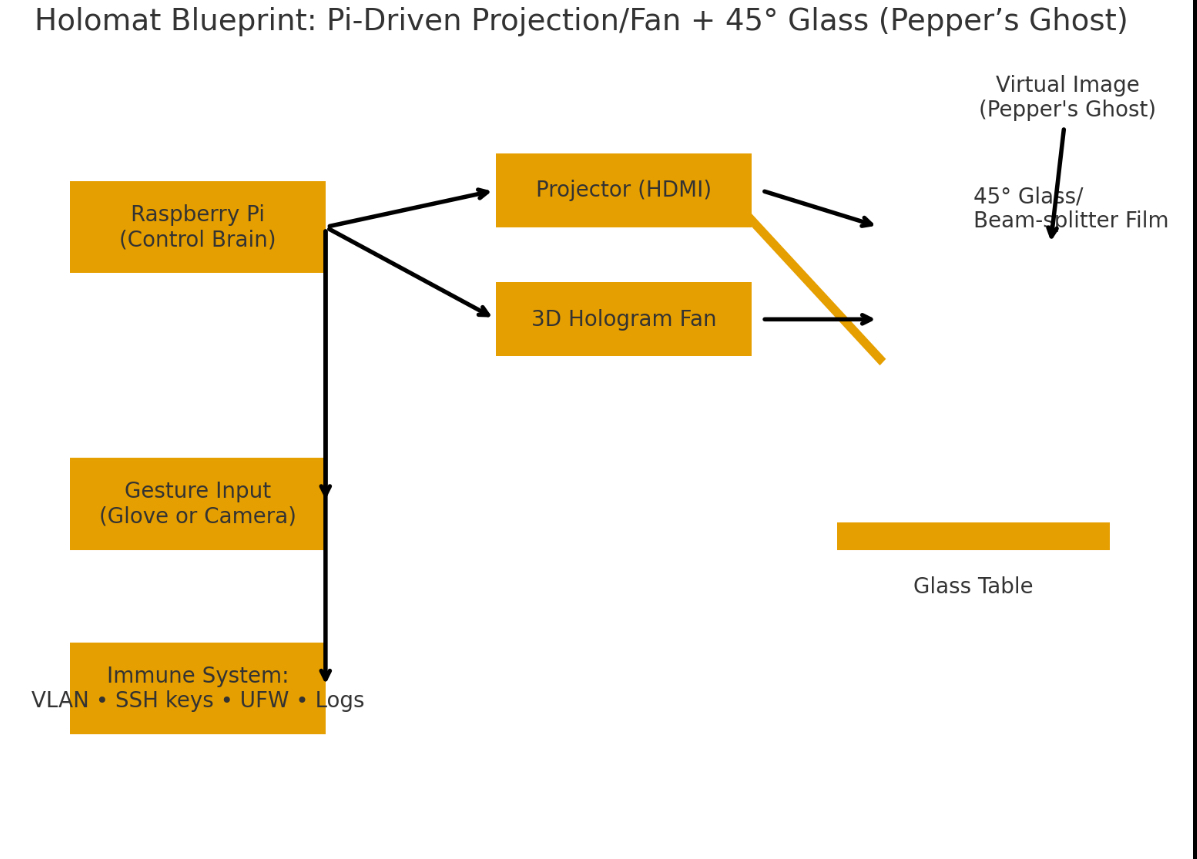 Holomat Blueprint: Pi-Driven Projection/Fan + 45° Glass (Pepper’s Ghost)
Virtual Image
(Pepper's Ghost)
Projector (HDMI)
45° Glass/
Beam-splitter Film
Raspberry Pi
(Control Brain)
3D Hologram Fan
Gesture Input
(Glove or Camera)
Glass Table
Immune System:
VLAN • SSH keys • UFW • Logs